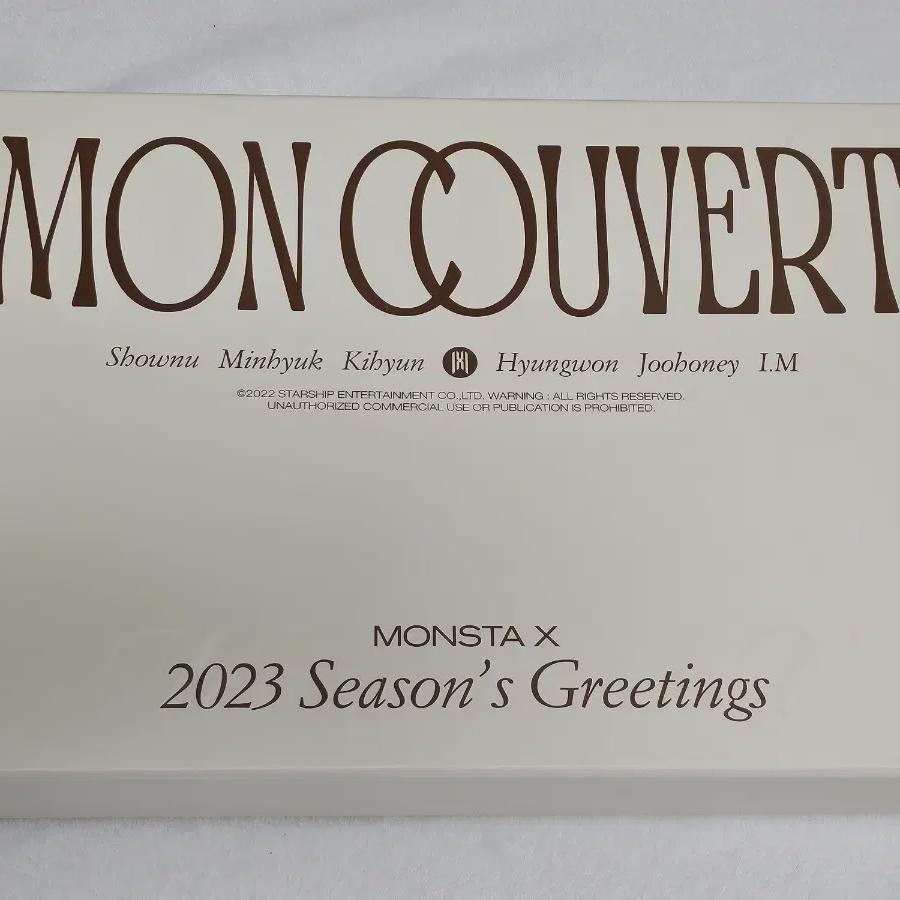 MON COUVERT
Shownu Minhyuk Kihyun Hyungwon Joohoney I.M
©2022 STARSHIP ENTERTAINMENT CO.,LTD. WARNING : ALL RIGHTS RESERVED.
UNAUTHORIZED COMMERCIAL USE OR PUBLICATION IS PROHIBITED.
MONSTA X
2023 Season's Greetings